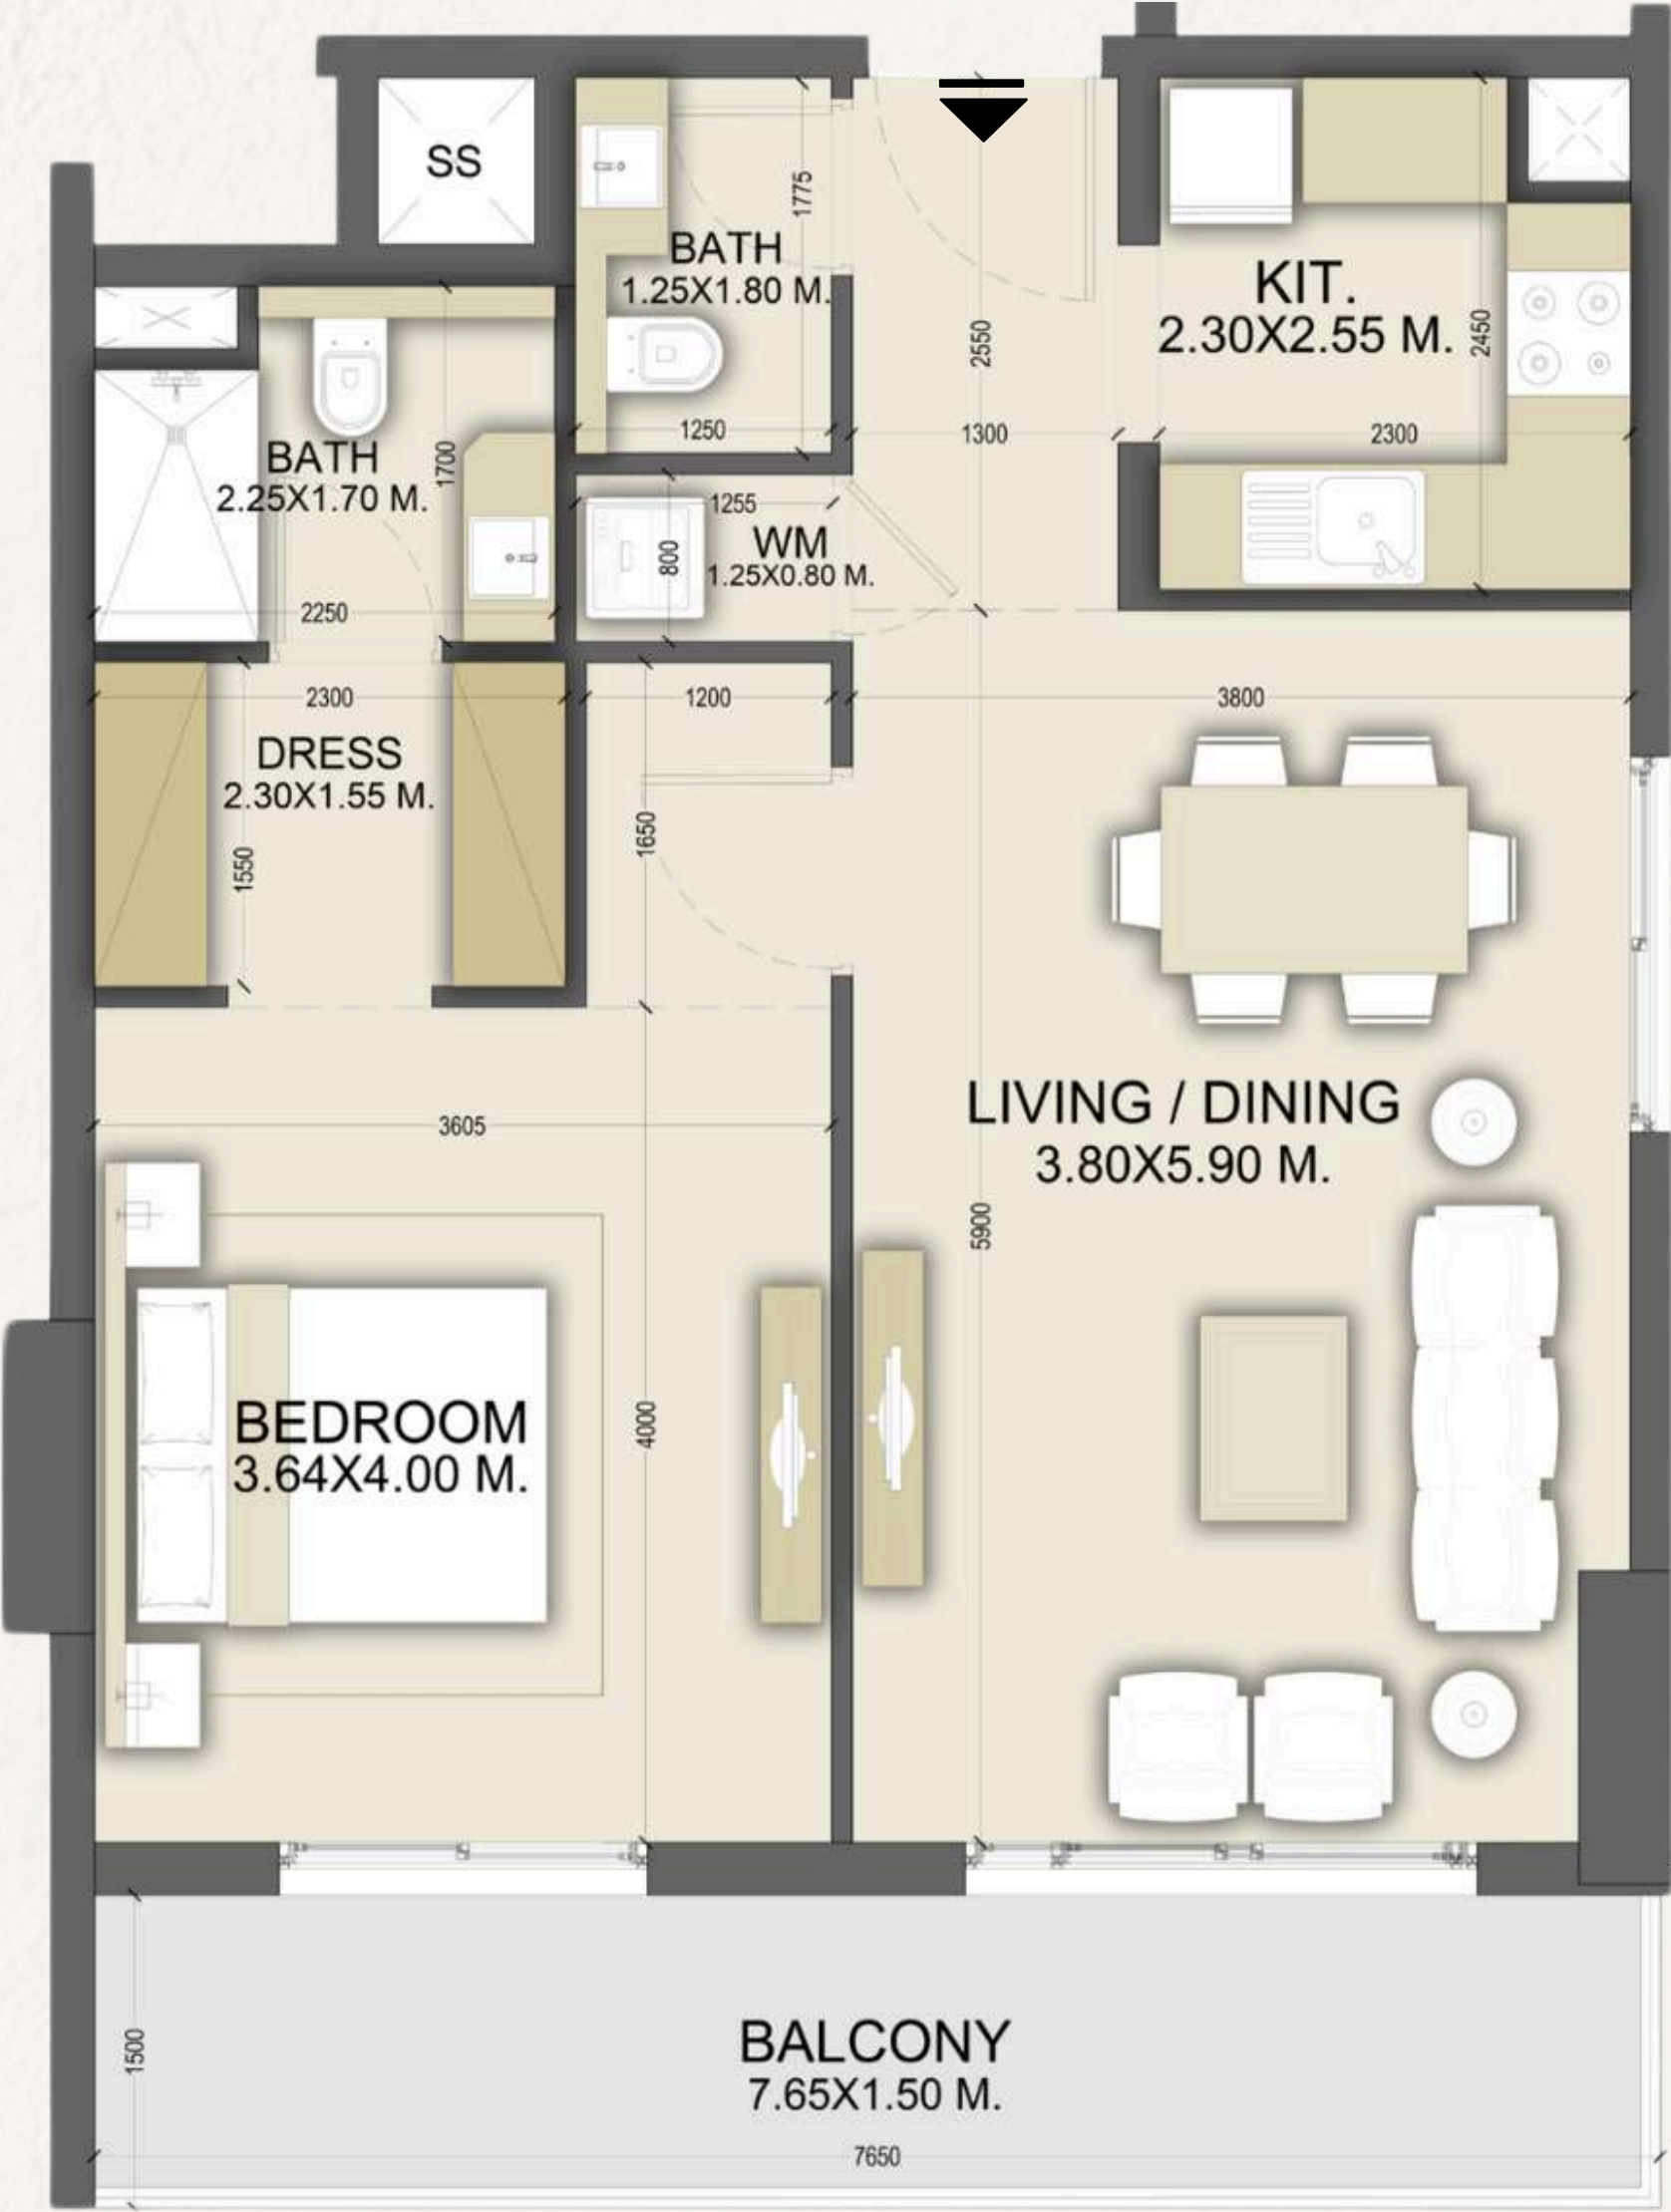 SS
1775
BATH
1.25X1.80 M.
KIT.
2.30X2.55 M.
2450
2550
1250
1300
2300
BATH
2.25X1.70 M.
1700
1255
WM
1.25X0.80 M.
800
2250
2300
1200
3800
DRESS
2.30X1.55 M.
1550
1650
LIVING / DINING
3.80X5.90 M.
3605
5900
BEDROOM
3.64X4.00 M.
4000
BALCONY
7.65X1.50 M.
1500
7650